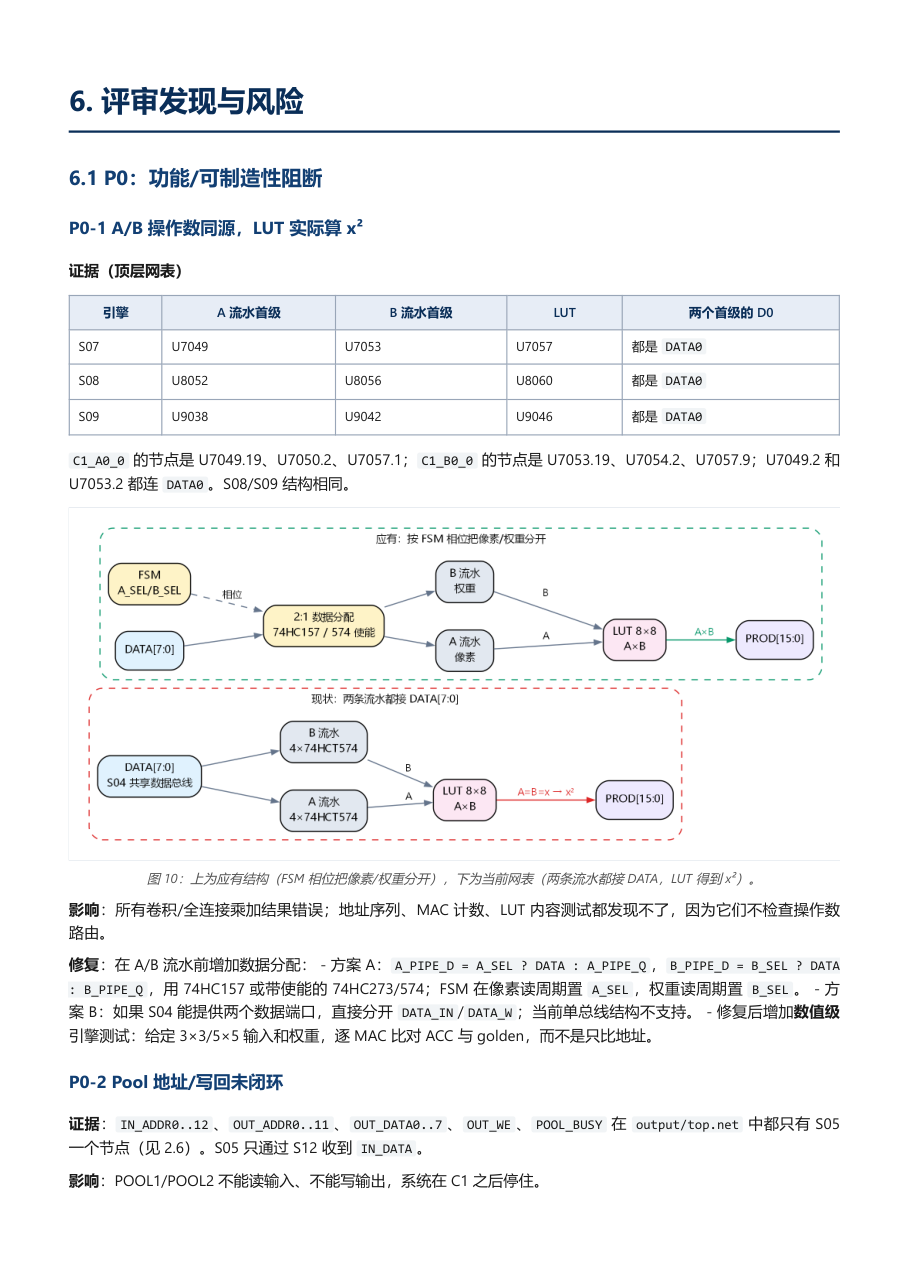 6. 评审发现与风险
6.1 P0：功能/可制造性阻断
P0-1 A/B 操作数同源，LUT 实际算 x²
证据（顶层网表）
引擎 A 流水首级 B 流水首级 LUT 两个首级的 D0
S07 U7049 U7053 U7057 都是 DATA0
S08 U8052 U8056 U8060 都是 DATA0
S09 U9038 U9042 U9046 都是 DATA0
C1_A0_0 的节点是 U7049.19、U7050.2、U7057.1；C1_B0_0 的节点是 U7053.19、U7054.2、U7057.9；U7049.2 和
U7053.2 都连 DATA0。S08/S09 结构相同。
应有：按 FSM 相位把像素/权重分开
FSM
A_SEL/B_SEL
相位
DATA[7:0]
2:1 数据分配
74HC157 / 574 使能
B 流水
权重
A 流水
像素
B
A
LUT 8×8
A×B
A×B
PROD[15:0]
现状：两条流水都接 DATA[7:0]
DATA[7:0]
S04 共享数据总线
B 流水
4×74HCT574
A 流水
4×74HCT574
B
A
LUT 8×8
A×B
A=B=x → x²
PROD[15:0]
图 10：上为应有结构（FSM 相位把像素/权重分开），下为当前网表（两条流水都接 DATA，LUT 得到 x²）。
影响：所有卷积/全连接乘加结果错误；地址序列、MAC 计数、LUT 内容测试都发现不了，因为它们不检查操作数
路由。
修复：在 A/B 流水前增加数据分配： - 方案 A：A_PIPE_D = A_SEL ? DATA : A_PIPE_Q，B_PIPE_D = B_SEL ? DATA
: B_PIPE_Q，用 74HC157 或带使能的 74HC273/574；FSM 在像素读周期置 A_SEL，权重读周期置 B_SEL。 - 方
案 B：如果 S04 能提供两个数据端口，直接分开 DATA_IN/DATA_W；当前单总线结构不支持。 - 修复后增加数值级
引擎测试：给定 3×3/5×5 输入和权重，逐 MAC 比对 ACC 与 golden，而不是只比地址。
P0-2 Pool 地址/写回未闭环
证据：IN_ADDR0..12、OUT_ADDR0..11、OUT_DATA0..7、OUT_WE、POOL_BUSY 在 output/top.net 中都只有 S05
一个节点（见 2.6）。S05 只通过 S12 收到 IN_DATA。
影响：POOL1/POOL2 不能读输入、不能写输出，系统在 C1 之后停住。